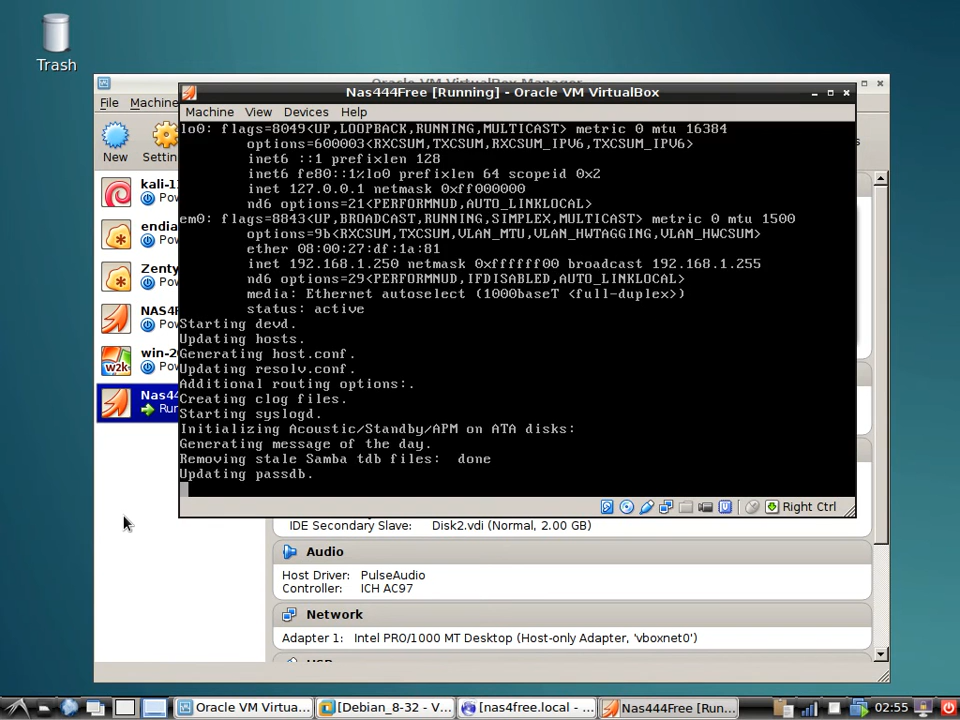 Trash
Oracle VM VirtualBox Manager
File Machine
New Settin
kali-1
endia
Pow
Zenty
Pow
NAS4F
Pow
win-20
Pow
Nas44
Run
Nas444Free [Running] - Oracle VM VirtualBox
Machine View Devices Help
lo0: flags=8049<UP,LOOPBACK,RUNNING,MULTICAST> metric 0 mtu 16384
options=600003<RXCSUM,TXCSUM,RXCSUM_IPV6,TXCSUM_IPV6>
inet6 ::1 prefixlen 128
inet6 fe80::1%lo0 prefixlen 64 scopeid 0x2
inet 127.0.0.1 netmask 0xff000000
nd6 options=21<PERFORMNUD,AUTO_LINKLOCAL>
em0: flags=8843<UP,BROADCAST,RUNNING,SIMPLEX,MULTICAST> metric 0 mtu 1500
options=9b<RXCSUM,TXCSUM,VLAN_MTU,VLAN_HWTAGGING,VLAN_HWCSUM>
ether 08:00:27:df:1a:81
inet 192.168.1.250 netmask 0xffffff00 broadcast 192.168.1.255
nd6 options=29<PERFORMNUD,IFDISABLED,AUTO_LINKLOCAL>
media: Ethernet autoselect (1000baseT <full-duplex>)
status: active
Starting devd.
Updating hosts.
Generating host.conf.
Updating resolv.conf.
Additional routing options:.
Creating clog files.
Starting syslogd.
Initializing Acoustic/Standby/APM on ATA disks:
Generating message of the day.
Removing stale Samba tdb files:  done
Updating passdb.
Right Ctrl
IDE Secondary Slave: Disk2.vdi (Normal, 2.00 GB)
Audio
Host Driver: PulseAudio
Controller: ICH AC97
Network
Adapter 1: Intel PRO/1000 MT Desktop (Host-only Adapter, 'vboxnet0')
Oracle VM Virtua... [Debian_8-32 - V... [nas4free.local - ... Nas444Free [Run... 02:55